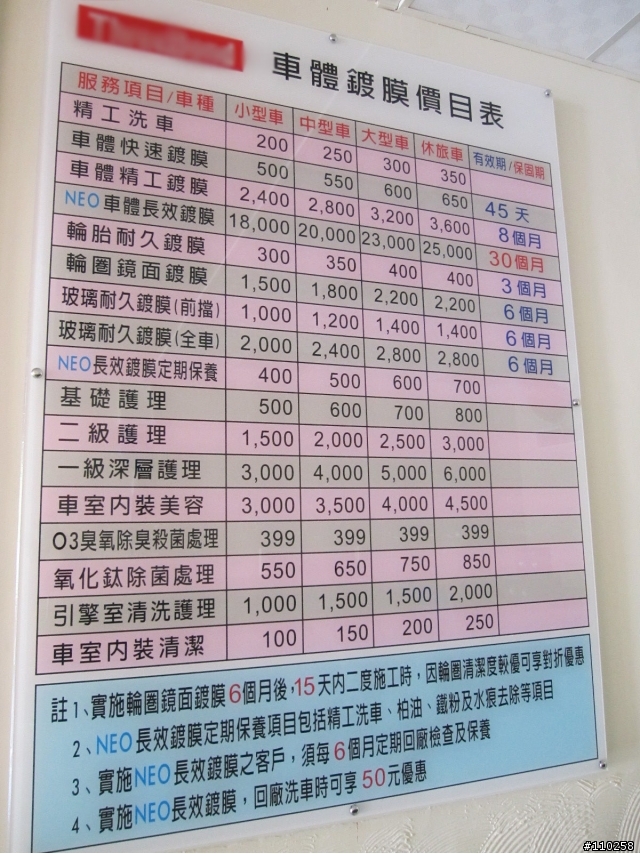 車體鍍膜價目表
服務項目/車種 小型車 中型車 大型車 休旅車 有效期/保固期
精工洗車 200 250 300 350
車體快速鍍膜 500 550 600 650 45天
車體精工鍍膜 2,400 2,800 3,200 3,600 8個月
NEO車體長效鍍膜 18,000 20,000 23,000 25,000 30個月
輪胎耐久鍍膜 300 350 400 400 3個月
輪圈鏡面鍍膜 1,500 1,800 2,200 2,200 6個月
玻璃耐久鍍膜(前擋) 1,000 1,200 1,400 1,400 6個月
玻璃耐久鍍膜(全車) 2,000 2,400 2,800 2,800 6個月
NEO長效鍍膜定期保養 400 500 600 700
基礎護理 500 600 700 800
二級護理 1,500 2,000 2,500 3,000
一級深層護理 3,000 4,000 5,000 6,000
車室內裝美容 3,000 3,500 4,000 4,500
O3臭氧除臭殺菌處理 399 399 399 399
氧化鈦除菌處理 550 650 750 850
引擎室清洗護理 1,000 1,500 1,500 2,000
車室內裝清潔 100 150 200 250
註1、實施輪圈鏡面鍍膜6個月後,15天內二度施工時,因輪圈清潔度較優可享對折優惠
2、NEO長效鍍膜定期保養項目包括精工洗車、柏油、鐵粉及水痕去除等項目
3、實施NEO長效鍍膜之客戶,須每6個月定期回廠檢查及保養
4、實施NEO長效鍍膜,回廠洗車時可享50元優惠
#110258